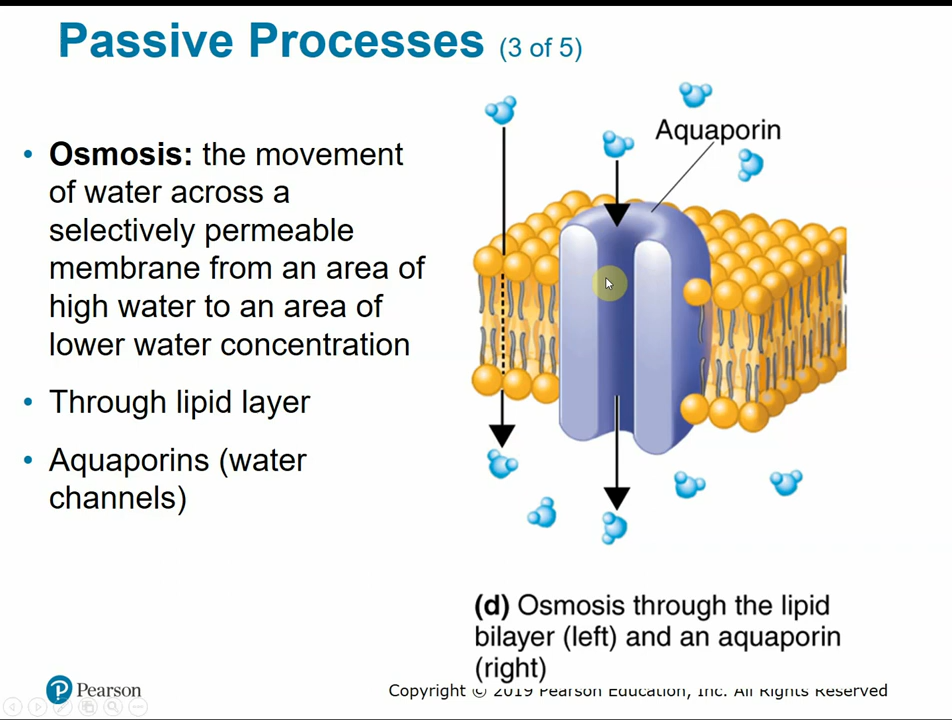 Passive Processes (3 of 5)
• Osmosis: the movement
of water across a
selectively permeable
membrane from an area of
high water to an area of
lower water concentration
• Through lipid layer
• Aquaporins (water
channels)
Aquaporin
(d) Osmosis through the lipid
bilayer (left) and an aquaporin
(right)
Pearson
Copyright © 2019 Pearson Education, Inc. All Rights Reserved